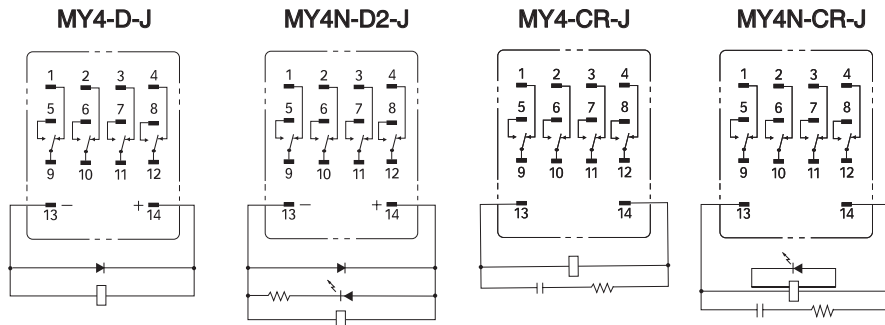 MY4-D-J MY4N-D2-J MY4-CR-J MY4N-CR-J
1 2 3 4 1 2 3 4 1 2 3 4 1 2 3 4
5 6 7 8 5 6 7 8 5 6 7 8 5 6 7 8
9 10 11 12 9 10 11 12 9 10 11 12 9 10 11 12
13 − + 14 13 − + 14 13 14 13 14